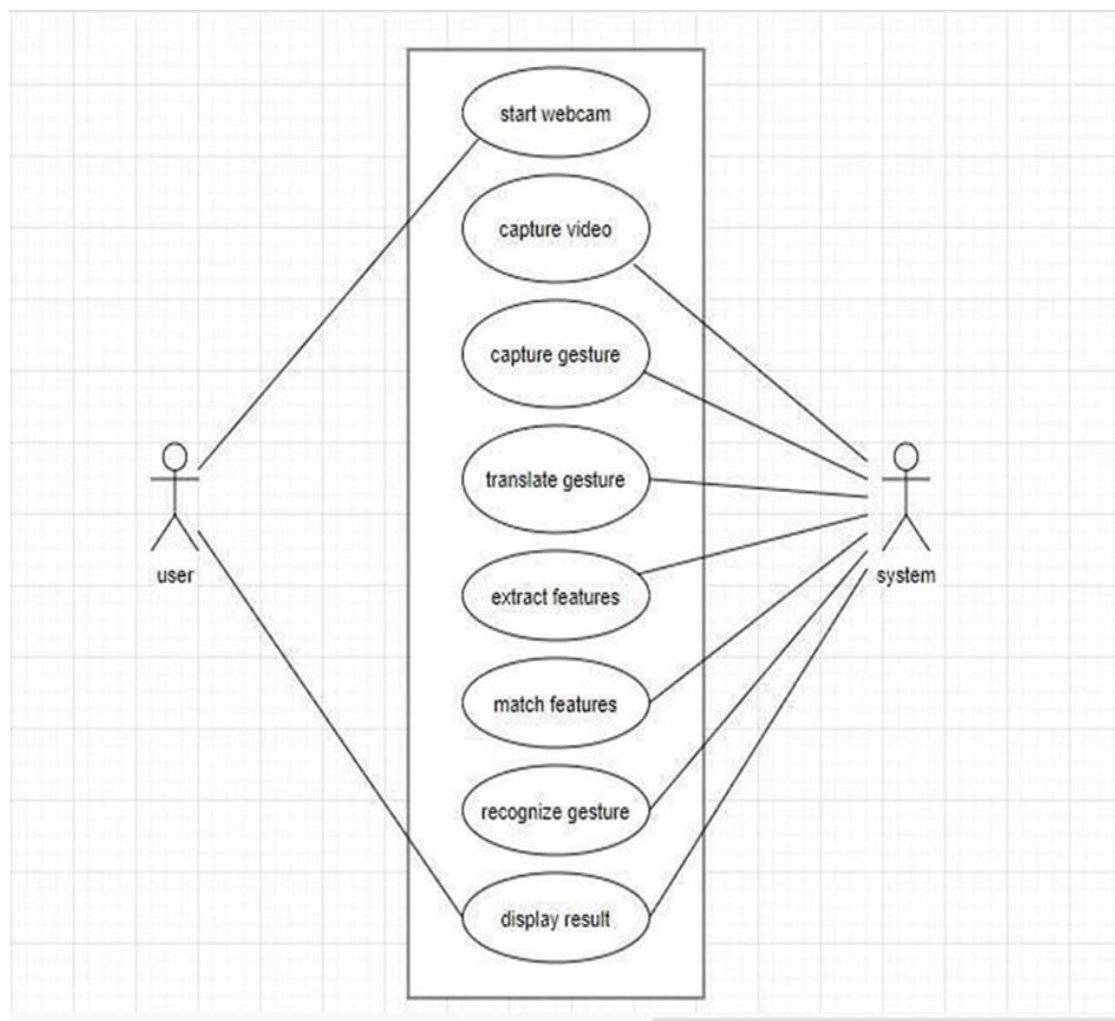 start webcam
capture video
capture gesture
translate gesture
user
system
extract features
match features
recognize gesture
display result